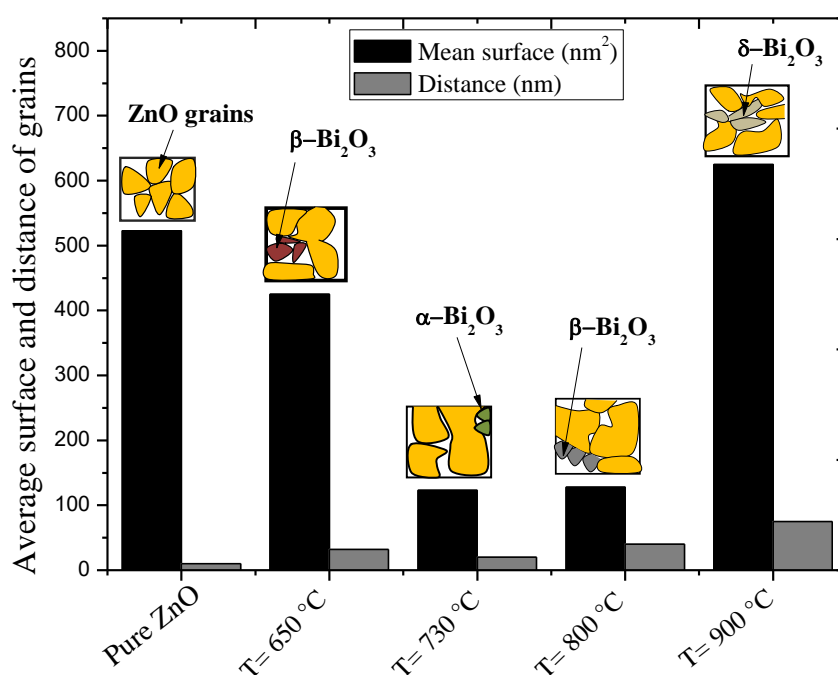 Average surface and distance of grains
800
700
600
500
400
300
200
100
0
Mean surface (nm²)
Distance (nm)
ZnO grains
β–Bi₂O₃
α–Bi₂O₃
β–Bi₂O₃
δ–Bi₂O₃
Pure ZnO
T= 650 °C
T= 730 °C
T= 800 °C
T= 900 °C